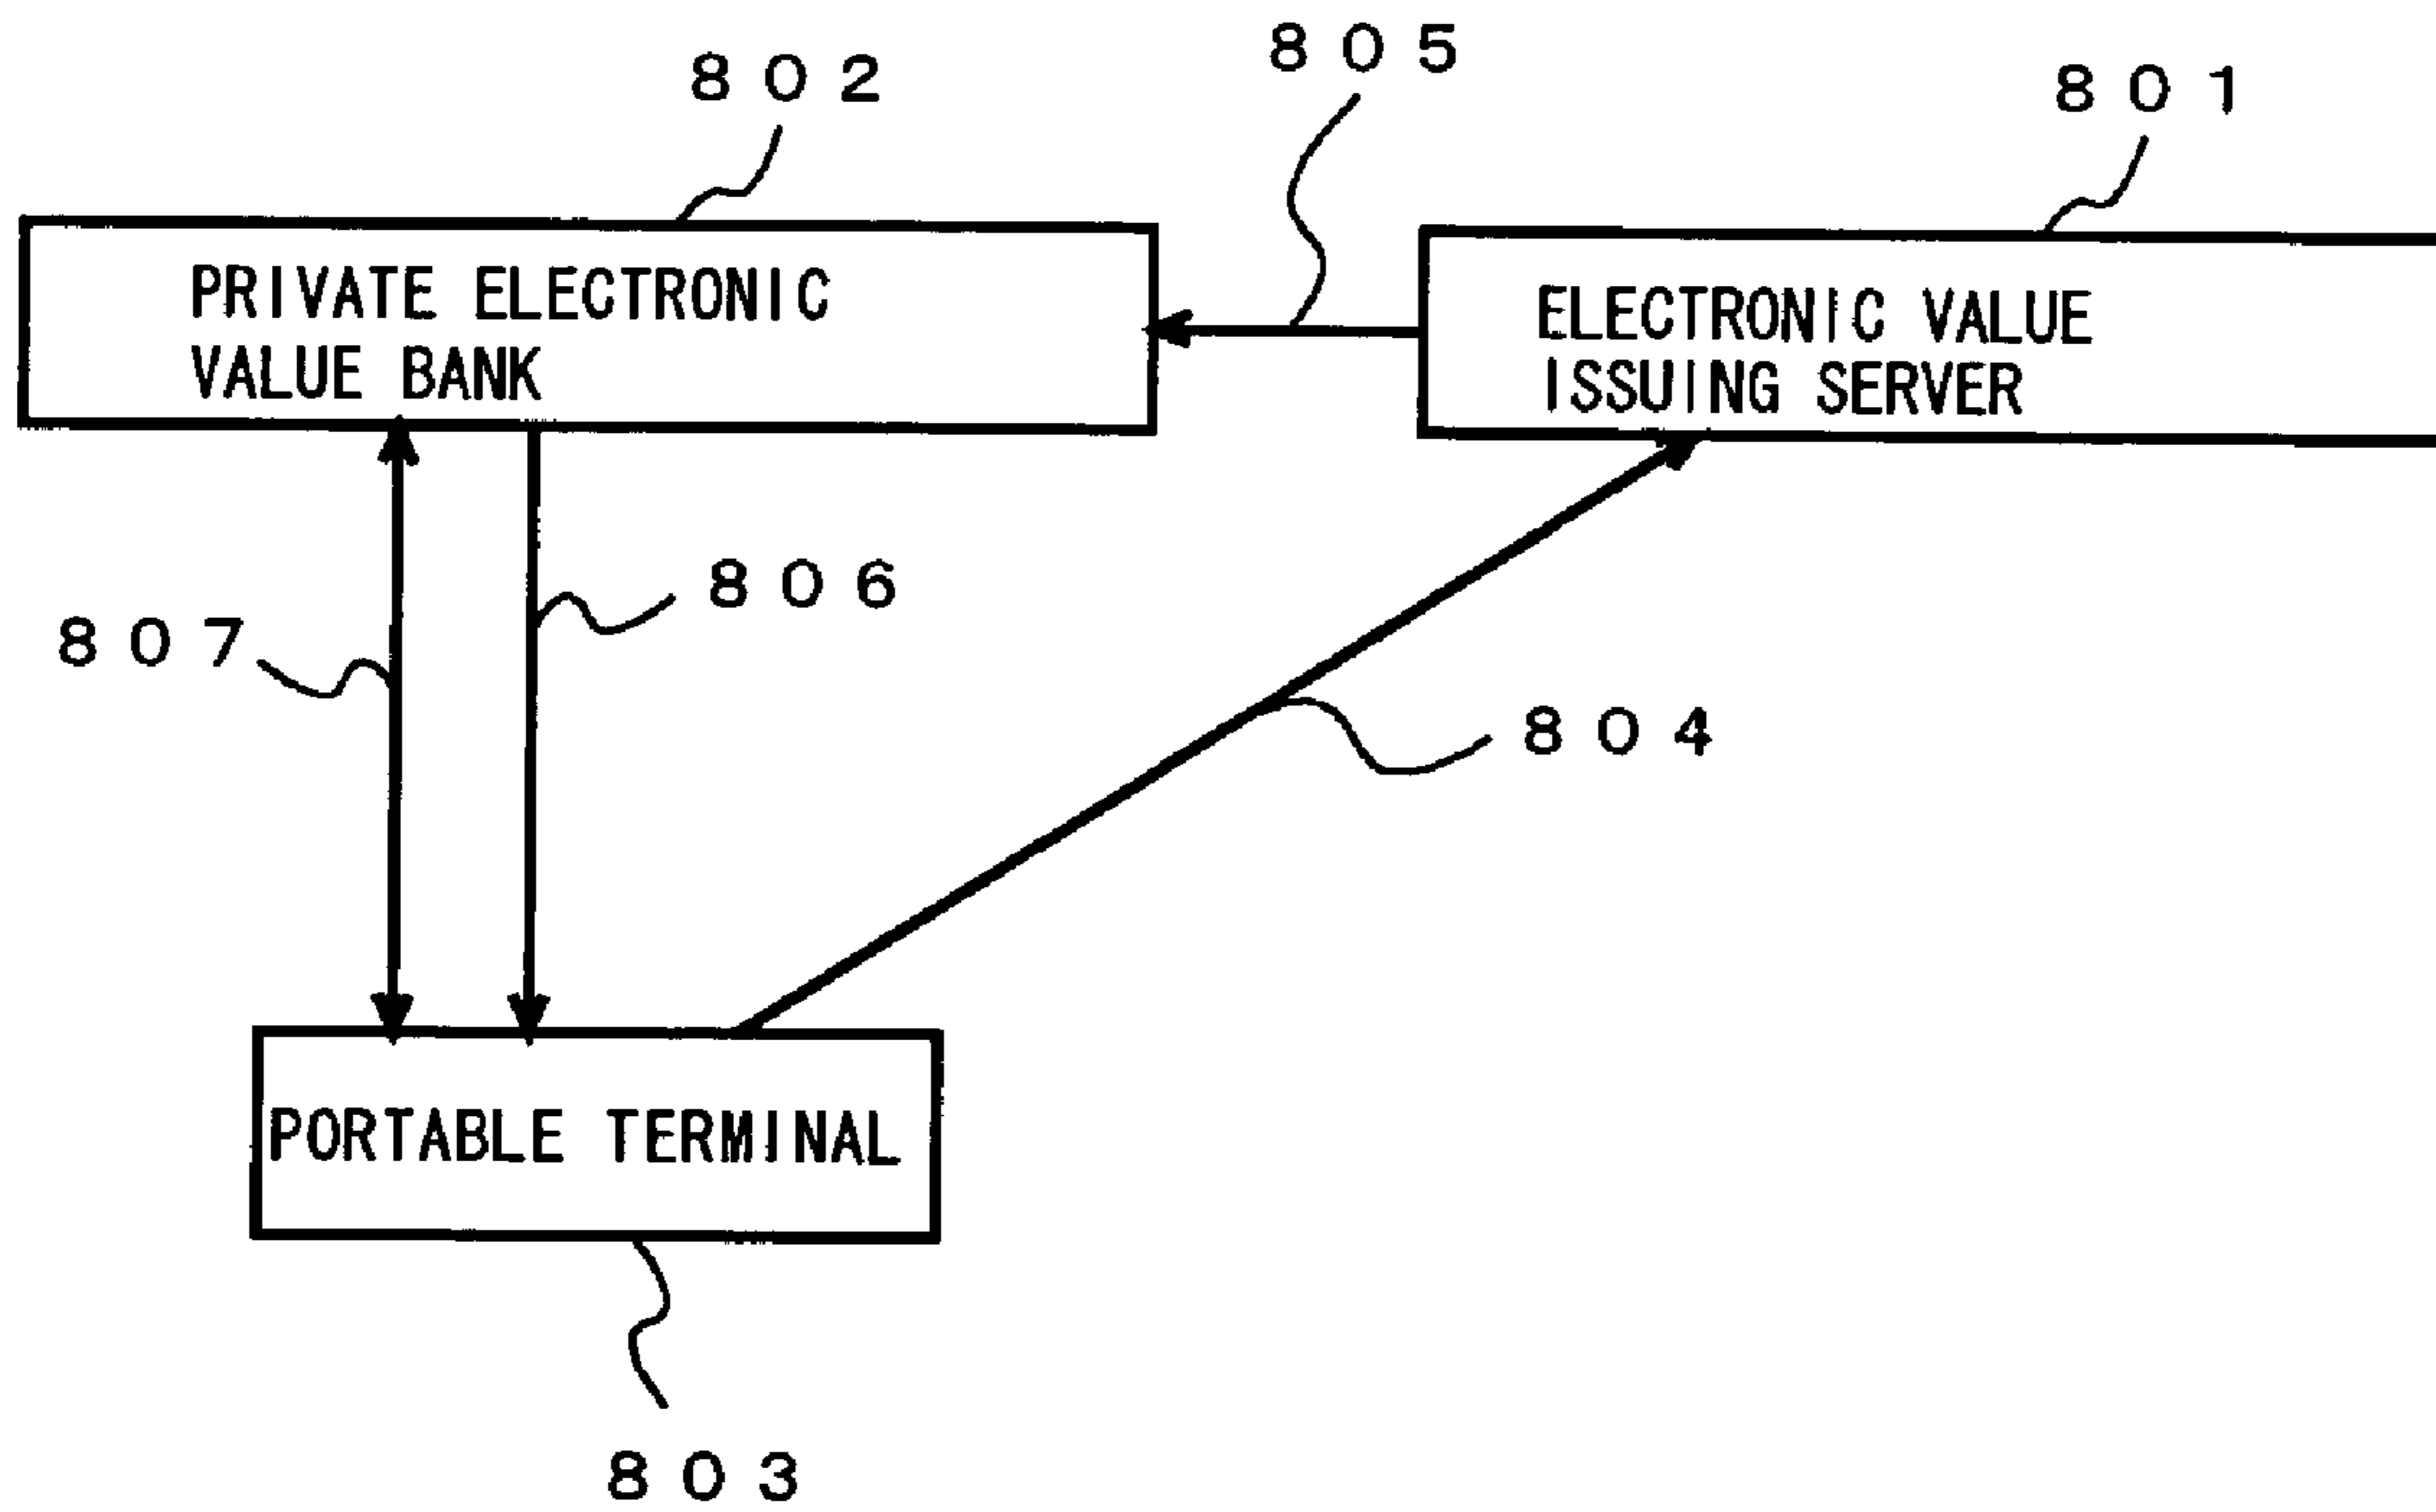 805
802
801
PRIVATE ELECTRONIC
VALUE BANK
ELECTRONIC VALUE
ISSUING SERVER
806
807
804
PORTABLE TERMINAL
803